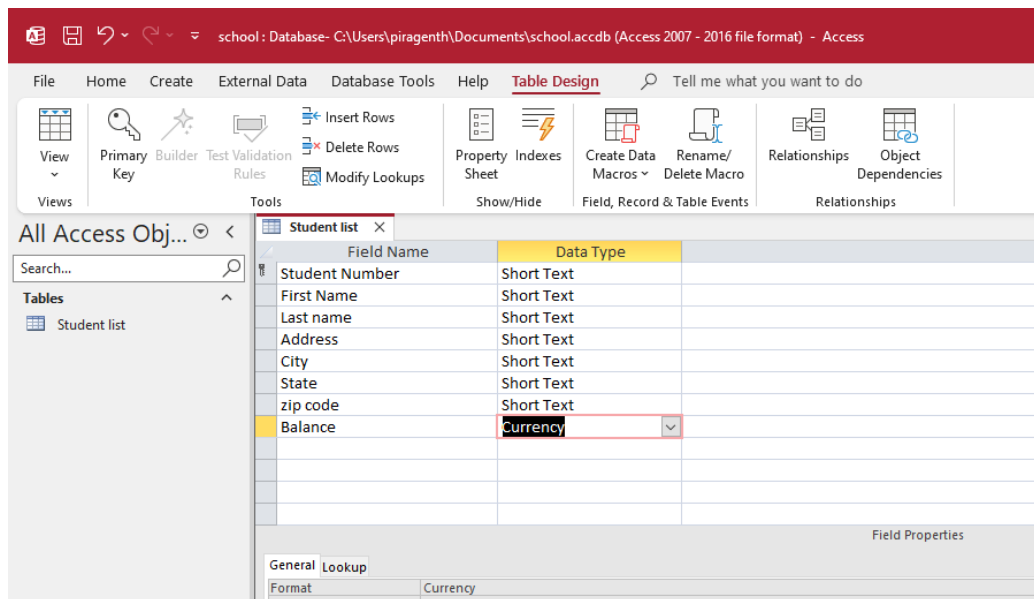 school : Database- C:\Users\piragenth\Documents\school.accdb (Access 2007 - 2016 file format) - Access
File Home Create External Data Database Tools Help Table Design Tell me what you want to do
View
Primary Key
Builder
Test Validation Rules
Insert Rows
Delete Rows
Modify Lookups
Property Sheet
Indexes
Create Data Macros
Rename/ Delete Macro
Relationships
Object Dependencies
Views Tools Show/Hide Field, Record & Table Events Relationships
All Access Obj...
Search...
Tables
Student list
Student list
Field Name Data Type
Student Number Short Text
First Name Short Text
Last name Short Text
Address Short Text
City Short Text
State Short Text
zip code Short Text
Balance Currency
Field Properties
General Lookup
Format Currency